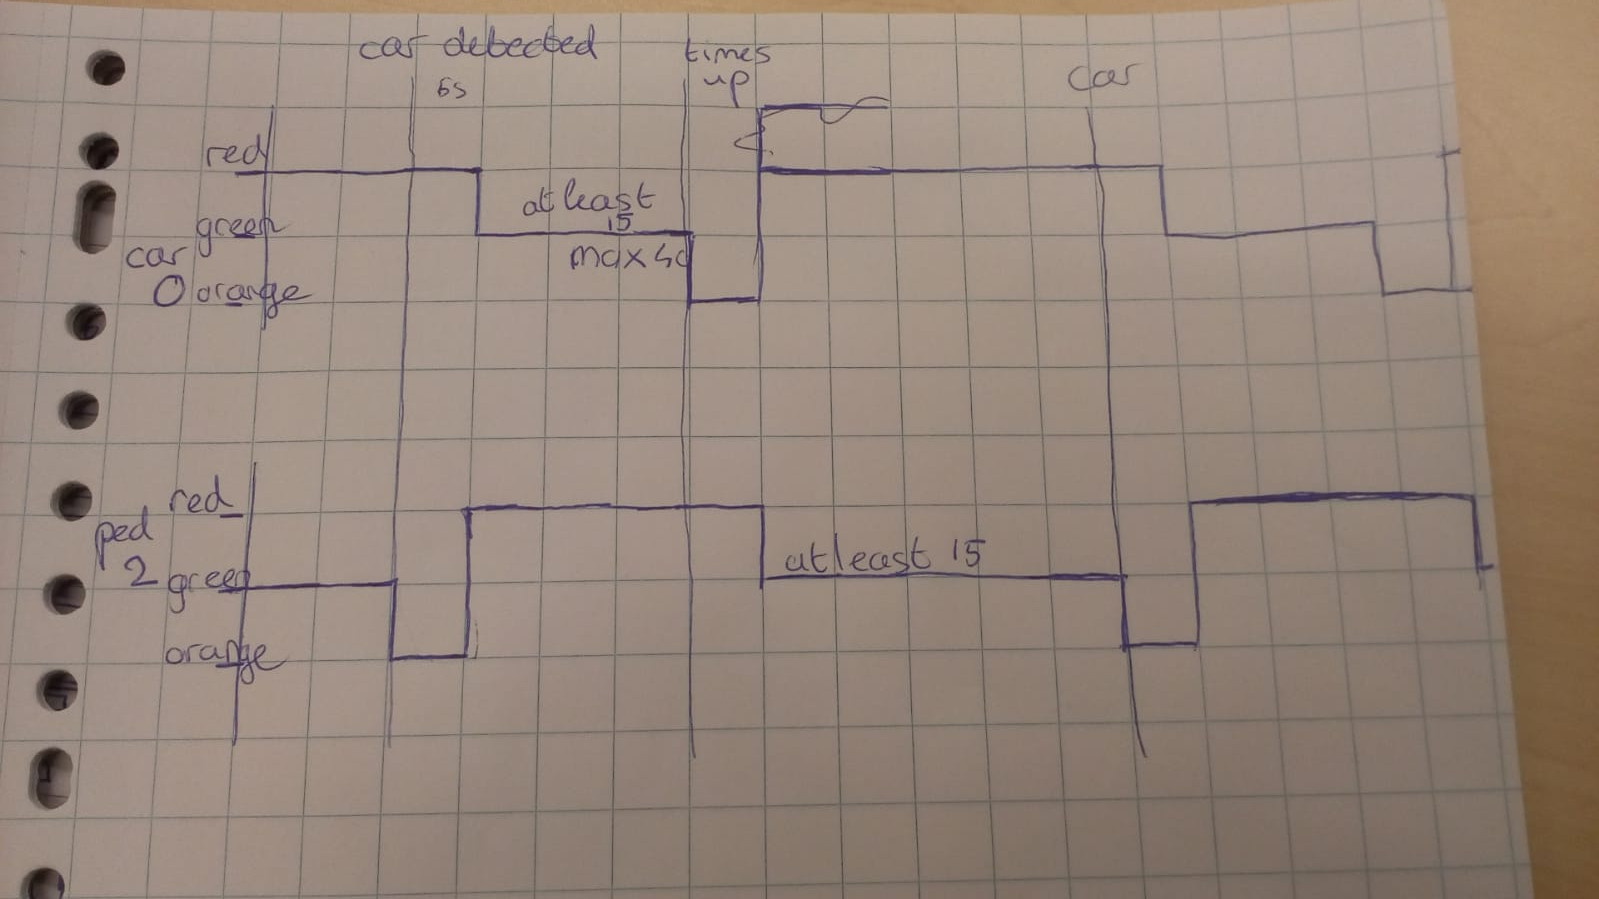 car detected
times
up
6s
car
red
at least
15
green
max 40
car
0 orange
red
ped
at least 15
2 green
orange